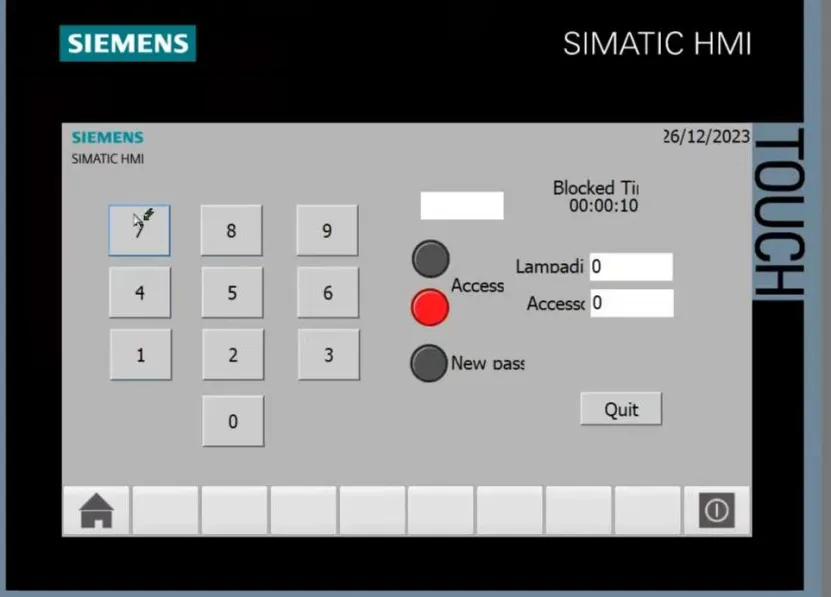 SIEMENS
SIMATIC HMI
SIEMENS
SIMATIC HMI
26/12/2023
TOUCH
Blocked Ti
00:00:10
7
8
9
4
5
6
1
2
3
0
Access
New pass
Lampadi
0
Accesso
0
Quit